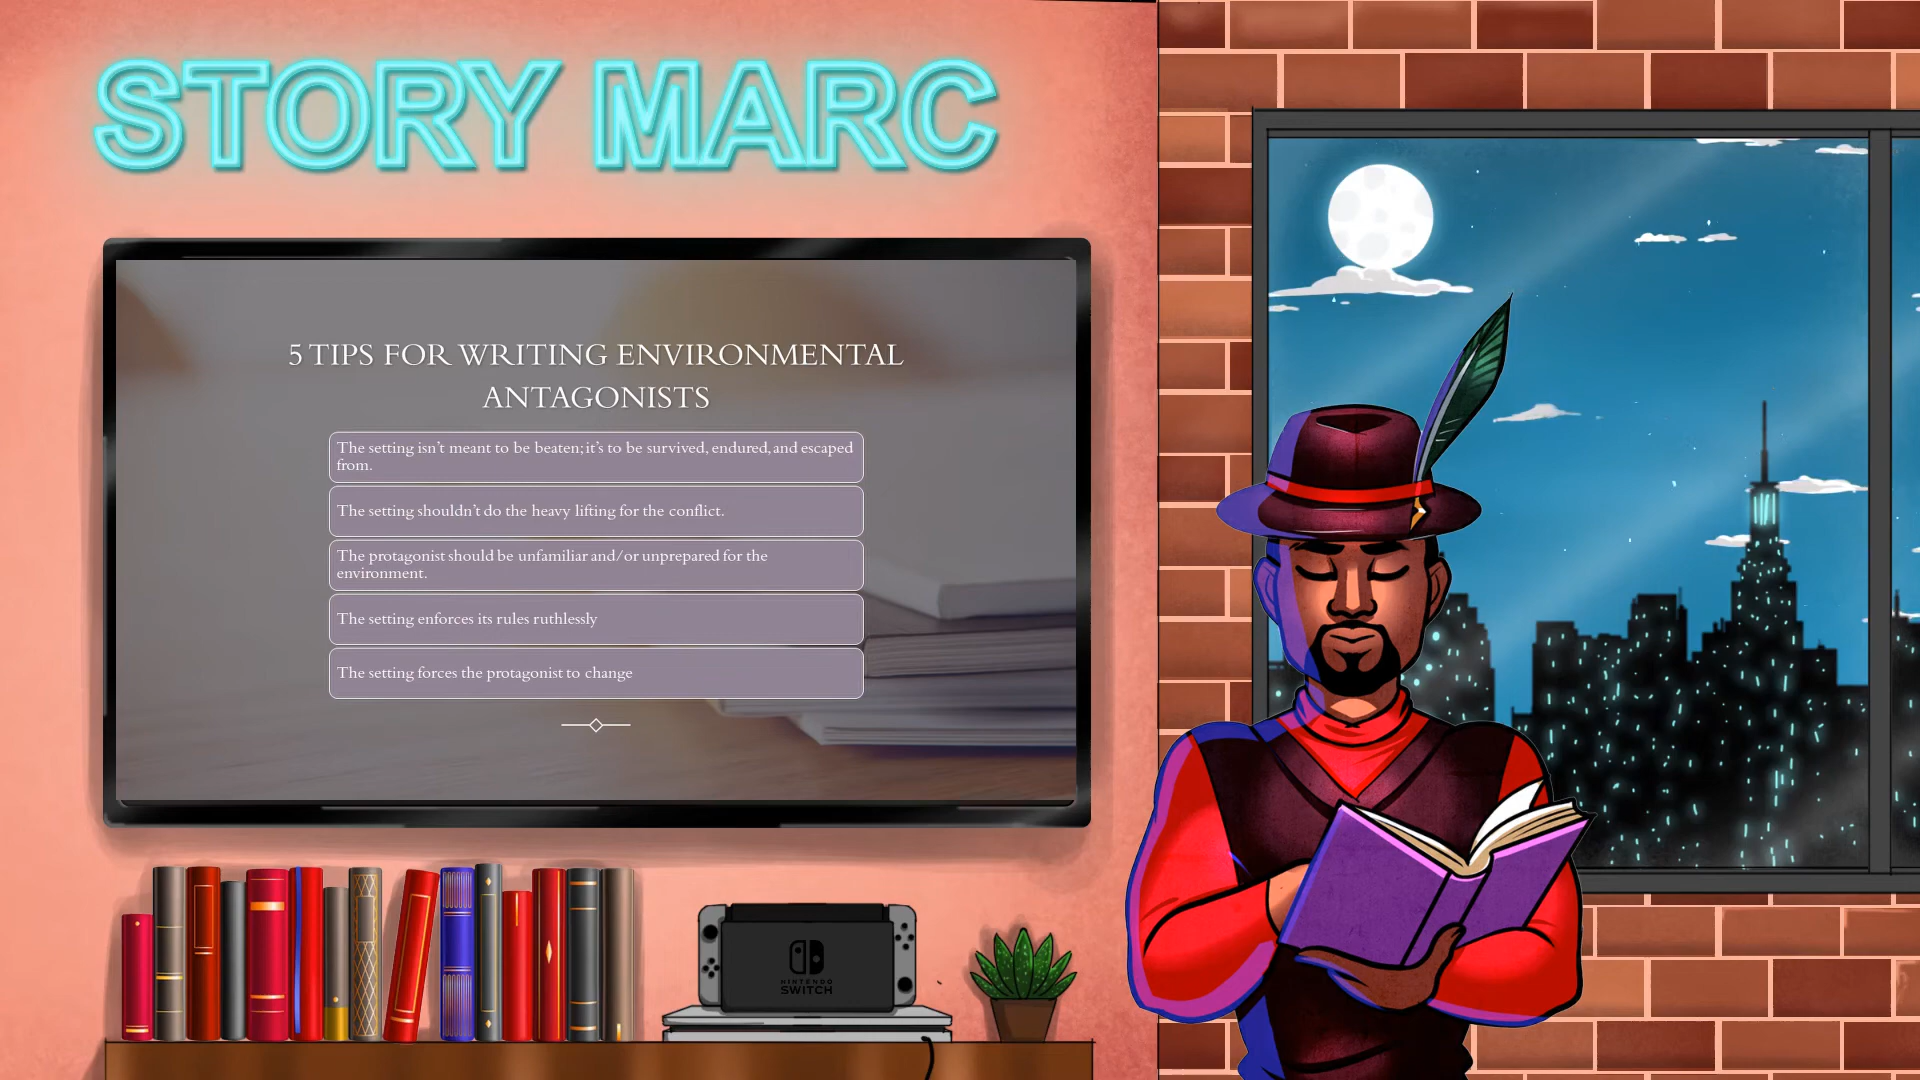 STORY MARC
5 TIPS FOR WRITING ENVIRONMENTAL
ANTAGONISTS
The setting isn't meant to be beaten; it's to be survived, endured, and escaped
from.
The setting shouldn't do the heavy lifting for the conflict.
The protagonist should be unfamiliar and/or unprepared for the
environment.
The setting enforces its rules ruthlessly
The setting forces the protagonist to change
NINTENDO
SWITCH